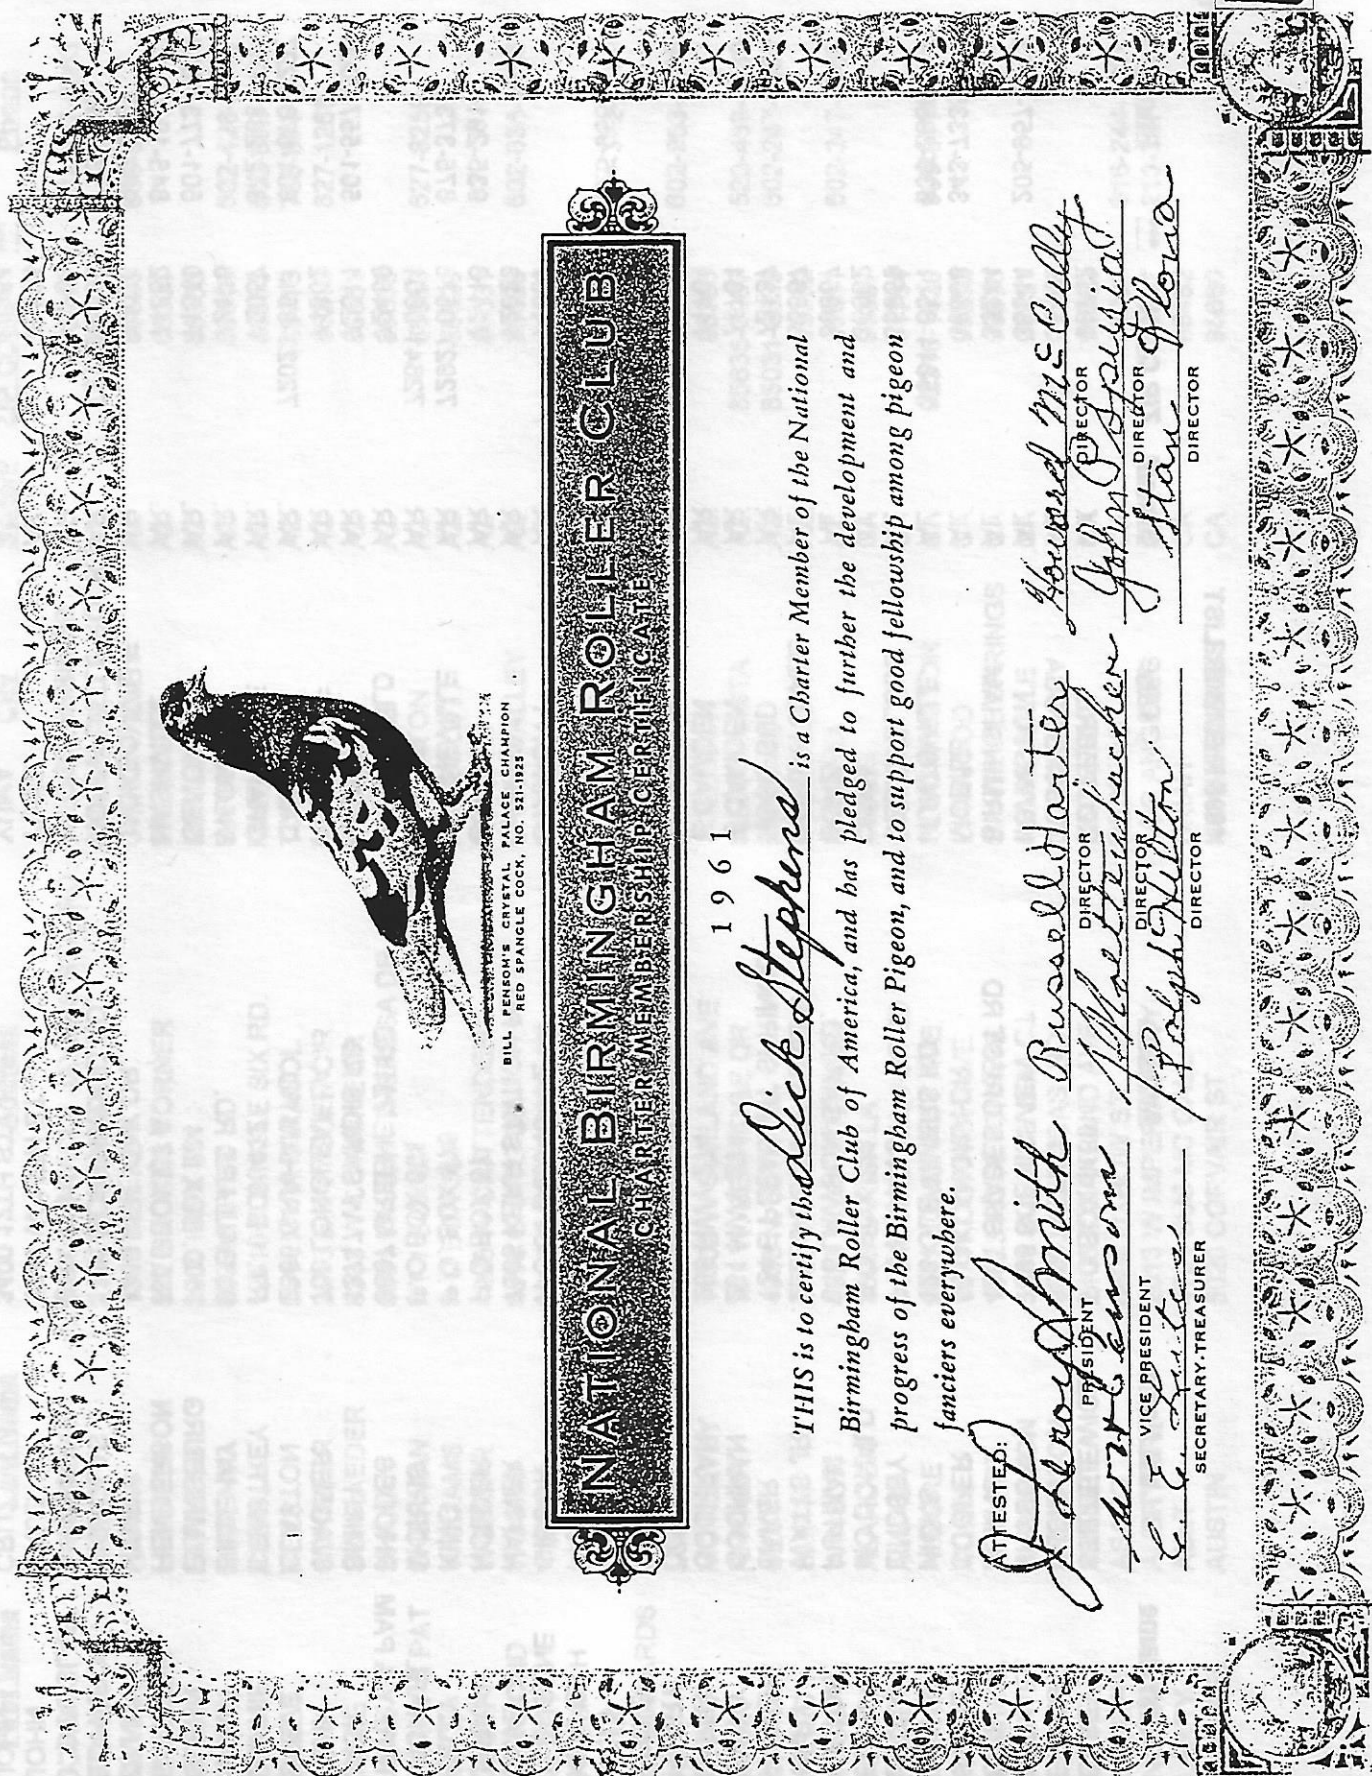 BILL PENSOM'S CRYSTAL PALACE CHAMPION
RED SPANGLE COCK, NO. 521-1925
NATIONAL BIRMINGHAM ROLLER CLUB
CHARTER MEMBERSHIP CERTIFICATE
1961
THIS is to certify that Dick Stephens is a Charter Member of the National
Birmingham Roller Club of America, and has pledged to further the development and
progress of the Birmingham Roller Pigeon, and to support good fellowship among pigeon
fanciers everywhere.
ATTESTED:
J. Leroy Smith Russell Harter Howard McCully
PRESIDENT DIRECTOR DIRECTOR
John
VICE PRESIDENT DIRECTOR DIRECTOR
C. E. Stan Plona
SECRETARY-TREASURER DIRECTOR DIRECTOR